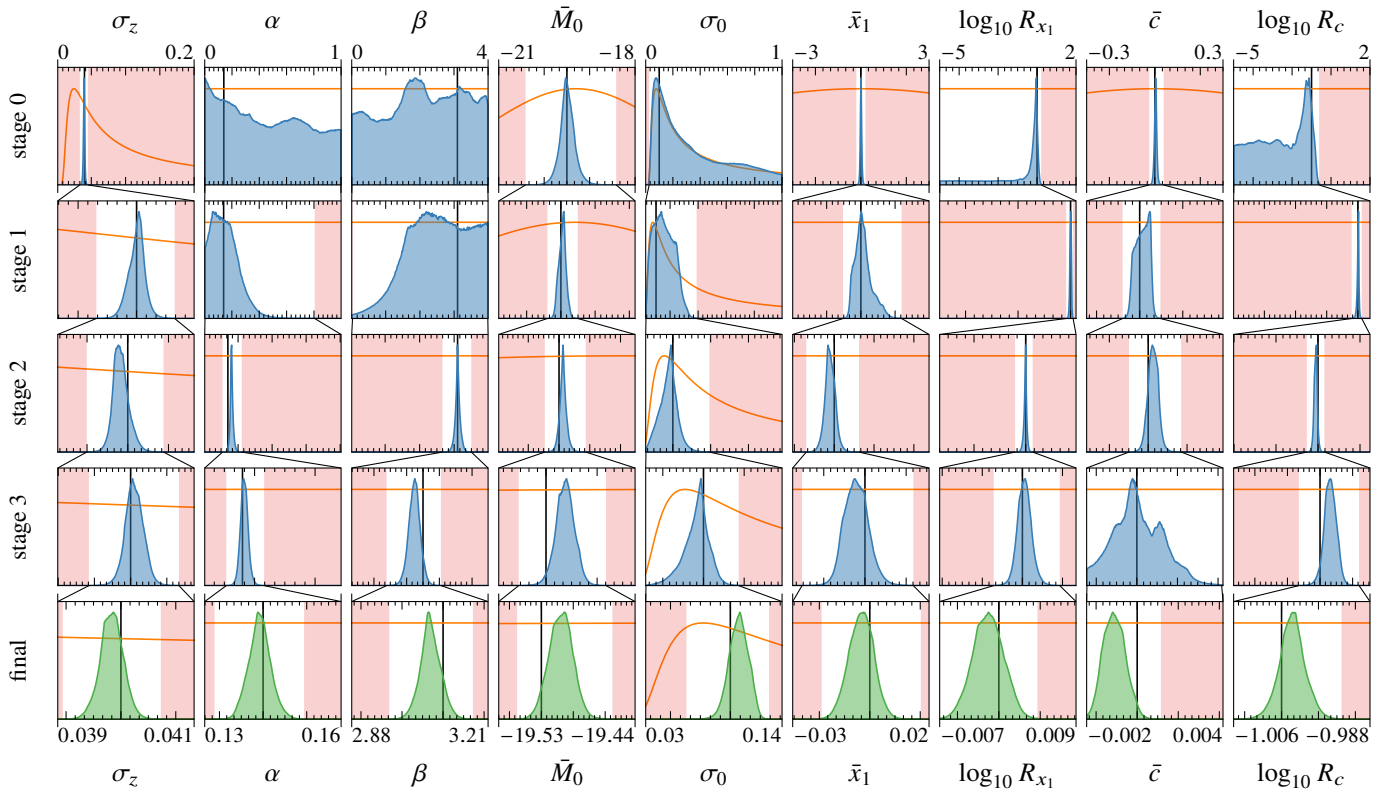 σ_z α β M̄_0 σ_0 x̄_1 log_10 R_{x_1} c̄ log_10 R_c
0 0.2 0 1 0 4 −21 −18 0 1 −3 3 −5 2 −0.3 0.3 −5 2
stage 0
stage 1
stage 2
stage 3
final
0.039 0.041 0.13 0.16 2.88 3.21 −19.53 −19.44 0.03 0.14 −0.03 0.02 −0.007 0.009 −0.002 0.004 −1.006 −0.988
σ_z α β M̄_0 σ_0 x̄_1 log_10 R_{x_1} c̄ log_10 R_c